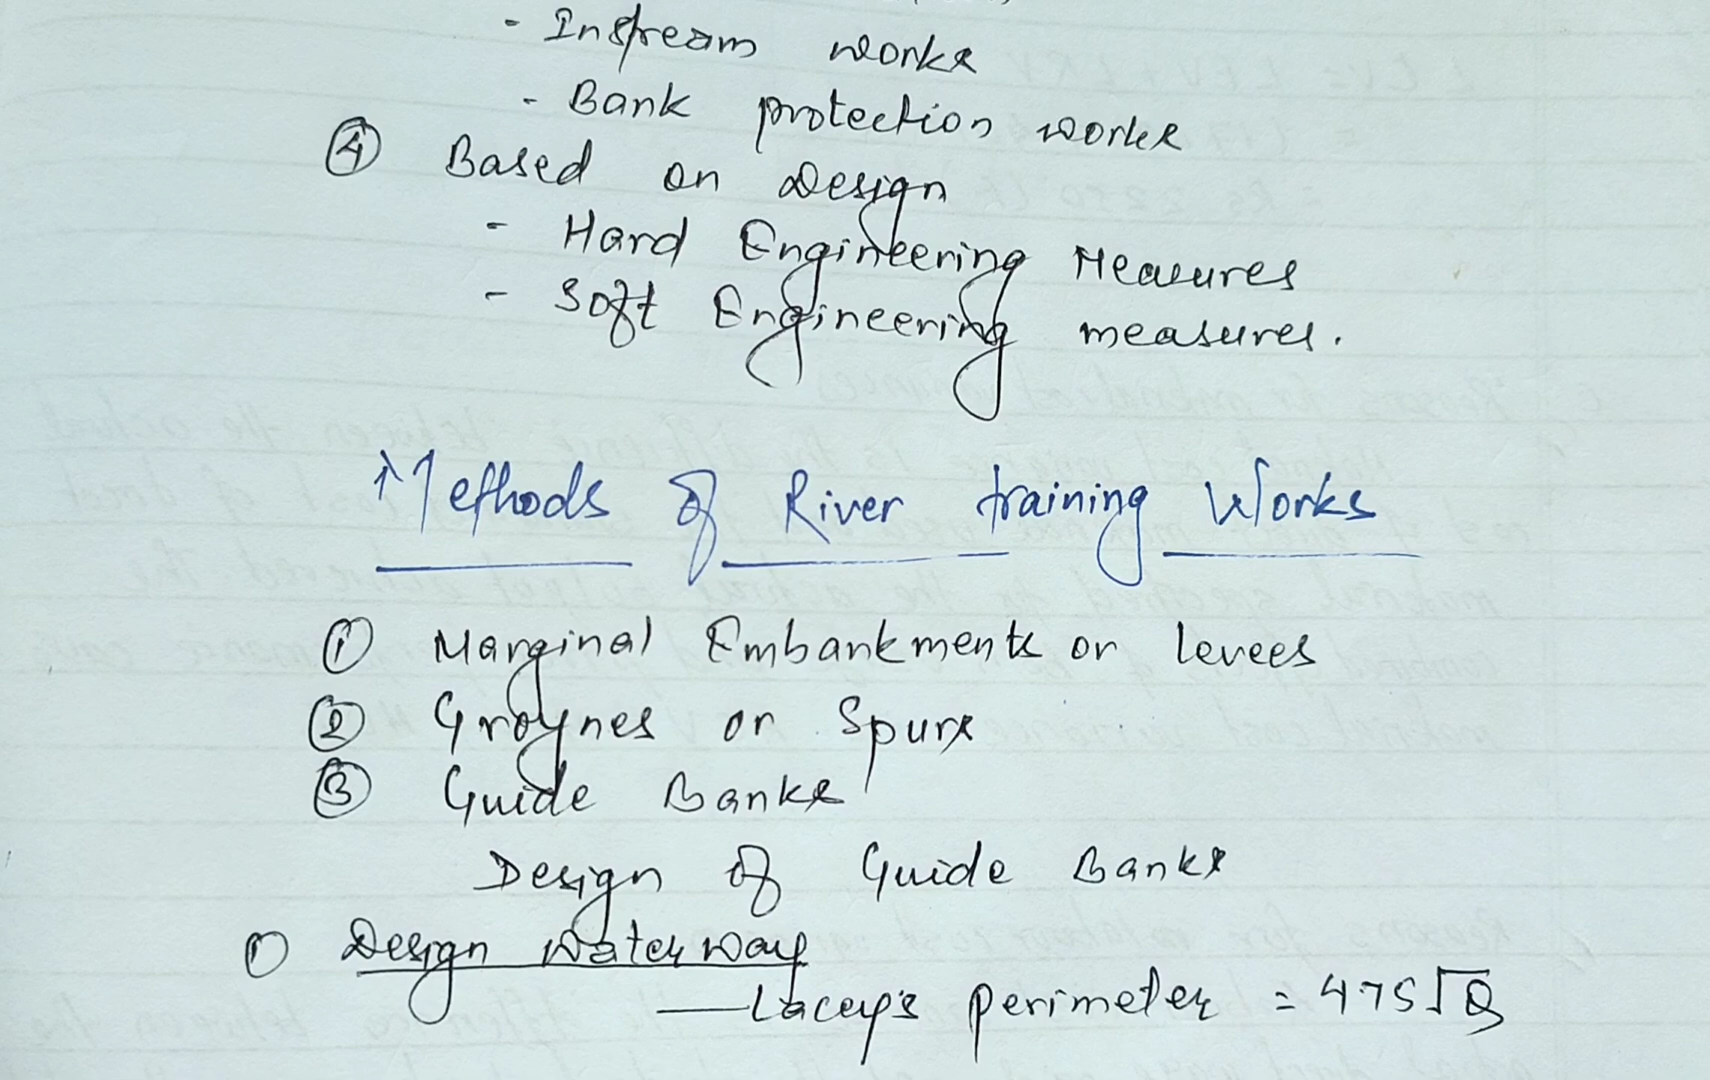 - Instream works
- Bank protection works
④ Based on Design
- Hard Engineering Measures
- Soft Engineering measures.
Methods of River training Works
① Marginal Embankments or levees
② Groynes or Spurs
③ Guide Banks
Design of Guide Banks
① Design Waterway
— Lacey's perimeter = 475√Q